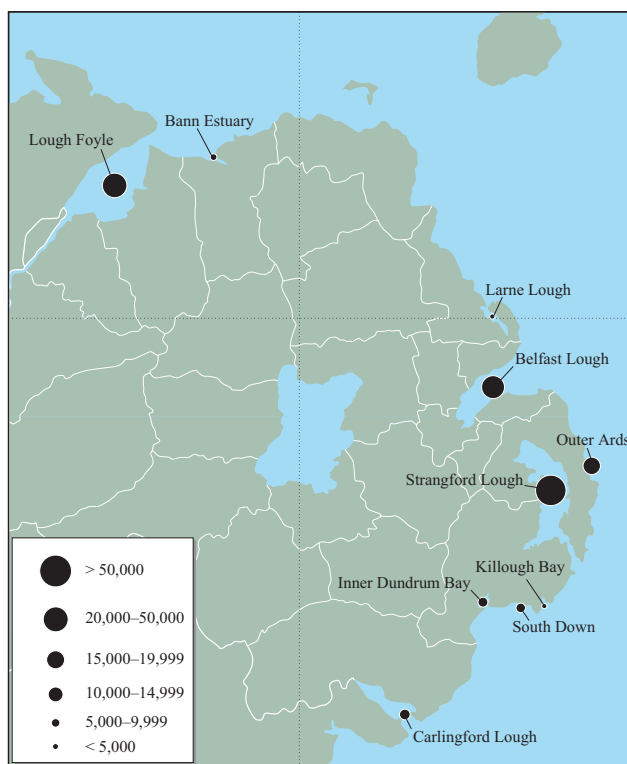 Bann Estuary
Lough Foyle
Larne Lough
Belfast Lough
Outer Ards
Strangford Lough
Killough Bay
Inner Dundrum Bay
South Down
Carlingford Lough
> 50,000
20,000–50,000
15,000–19,999
10,000–14,999
5,000–9,999
< 5,000